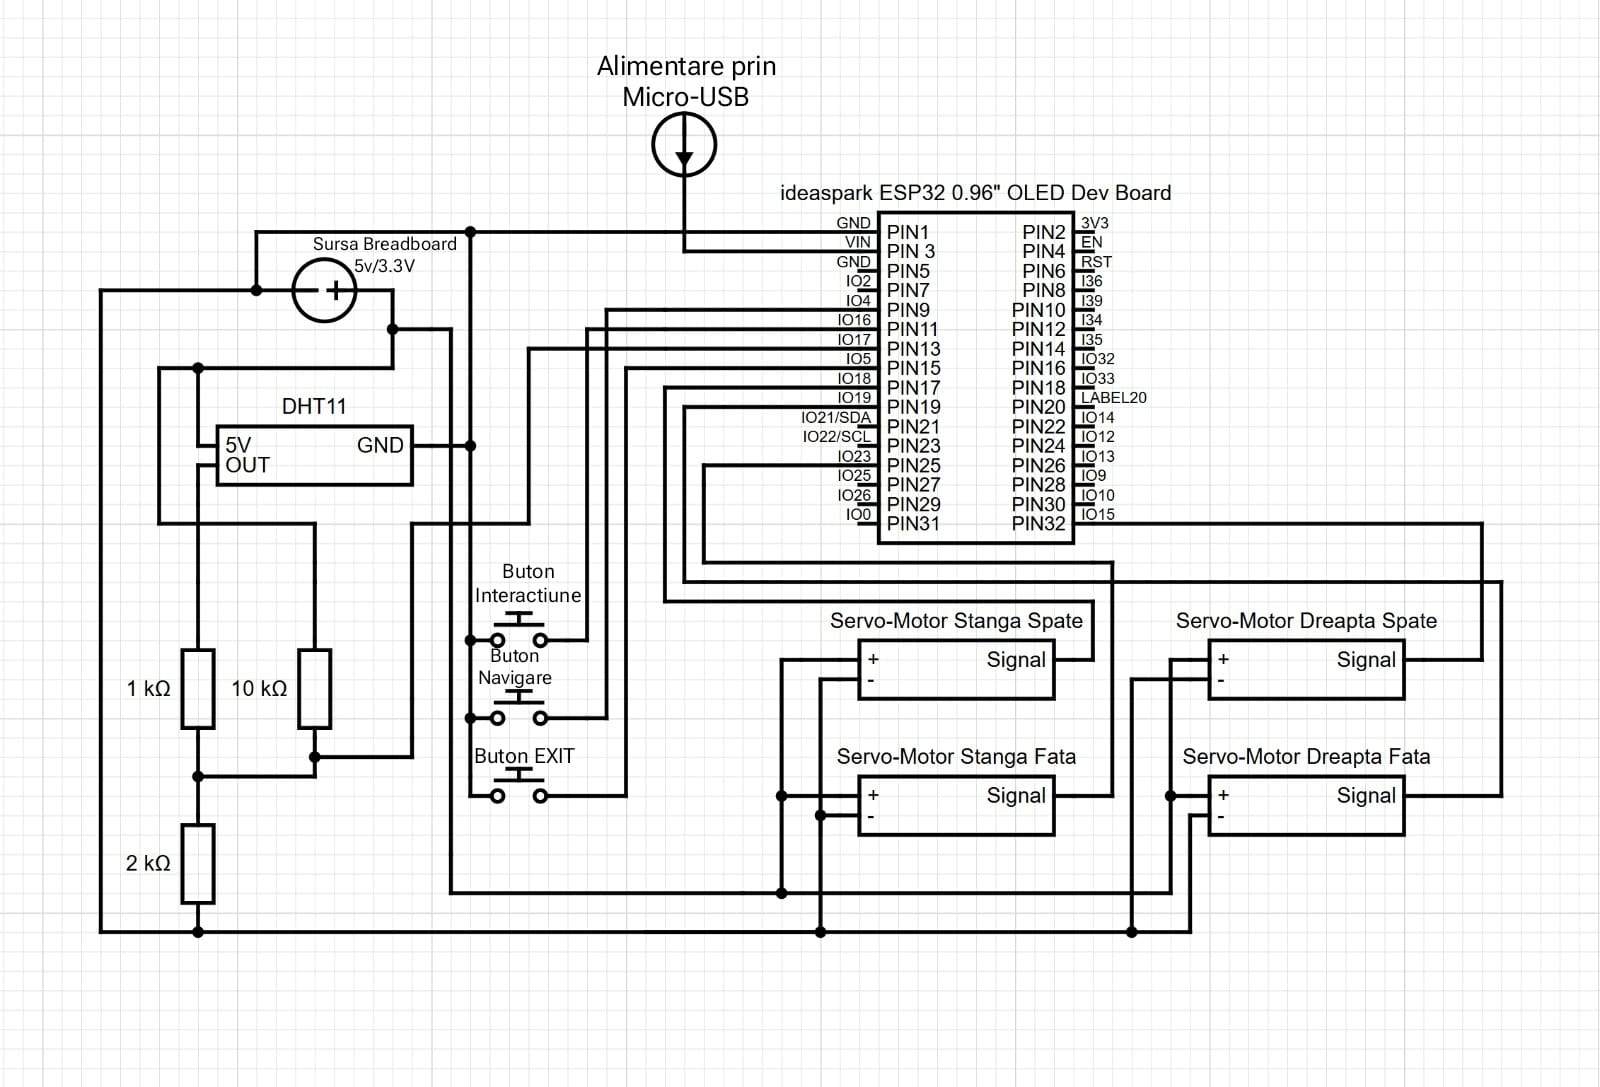 Alimentare prin
Micro-USB
ideaspark ESP32 0.96" OLED Dev Board
GND PIN1 PIN2 3V3
VIN PIN 3 PIN4 EN
GND PIN5 PIN6 RST
IO2 PIN7 PIN8 I36
IO4 PIN9 PIN10 I39
IO16 PIN11 PIN12 I34
IO17 PIN13 PIN14 I35
IO5 PIN15 PIN16 IO32
IO18 PIN17 PIN18 IO33
IO19 PIN19 PIN20 LABEL20
IO21/SDA PIN21 PIN22 IO14
IO22/SCL PIN23 PIN24 IO12
IO23 PIN25 PIN26 IO13
IO25 PIN27 PIN28 IO9
IO26 PIN29 PIN30 IO10
IO0 PIN31 PIN32 IO15
Sursa Breadboard
5v/3.3V
DHT11
5V GND
OUT
1 kΩ 10 kΩ
2 kΩ
Buton
Interactiune
Buton
Navigare
Buton EXIT
Servo-Motor Stanga Spate
+ Signal
-
Servo-Motor Dreapta Spate
+ Signal
-
Servo-Motor Stanga Fata
+ Signal
-
Servo-Motor Dreapta Fata
+ Signal
-